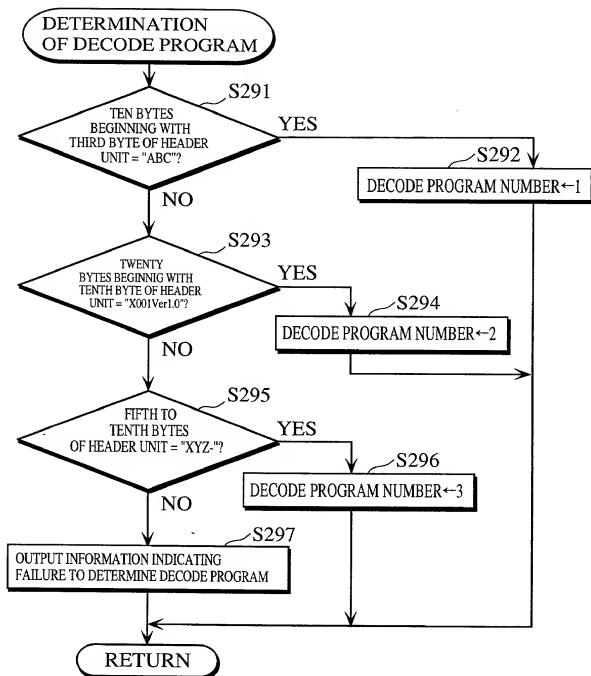 DETERMINATION
OF DECODE PROGRAM
S291
TEN BYTES
BEGINNING WITH
THIRD BYTE OF HEADER
UNIT = "ABC"?
YES
S292
DECODE PROGRAM NUMBER←1
NO
S293
TWENTY
BYTES BEGINNIG WITH
TENTH BYTE OF HEADER
UNIT = "X001Ver1.0"?
YES
S294
DECODE PROGRAM NUMBER←2
NO
S295
FIFTH TO
TENTH BYTES
OF HEADER UNIT = "XYZ-"?
YES
S296
DECODE PROGRAM NUMBER←3
NO
S297
OUTPUT INFORMATION INDICATING
FAILURE TO DETERMINE DECODE PROGRAM
RETURN